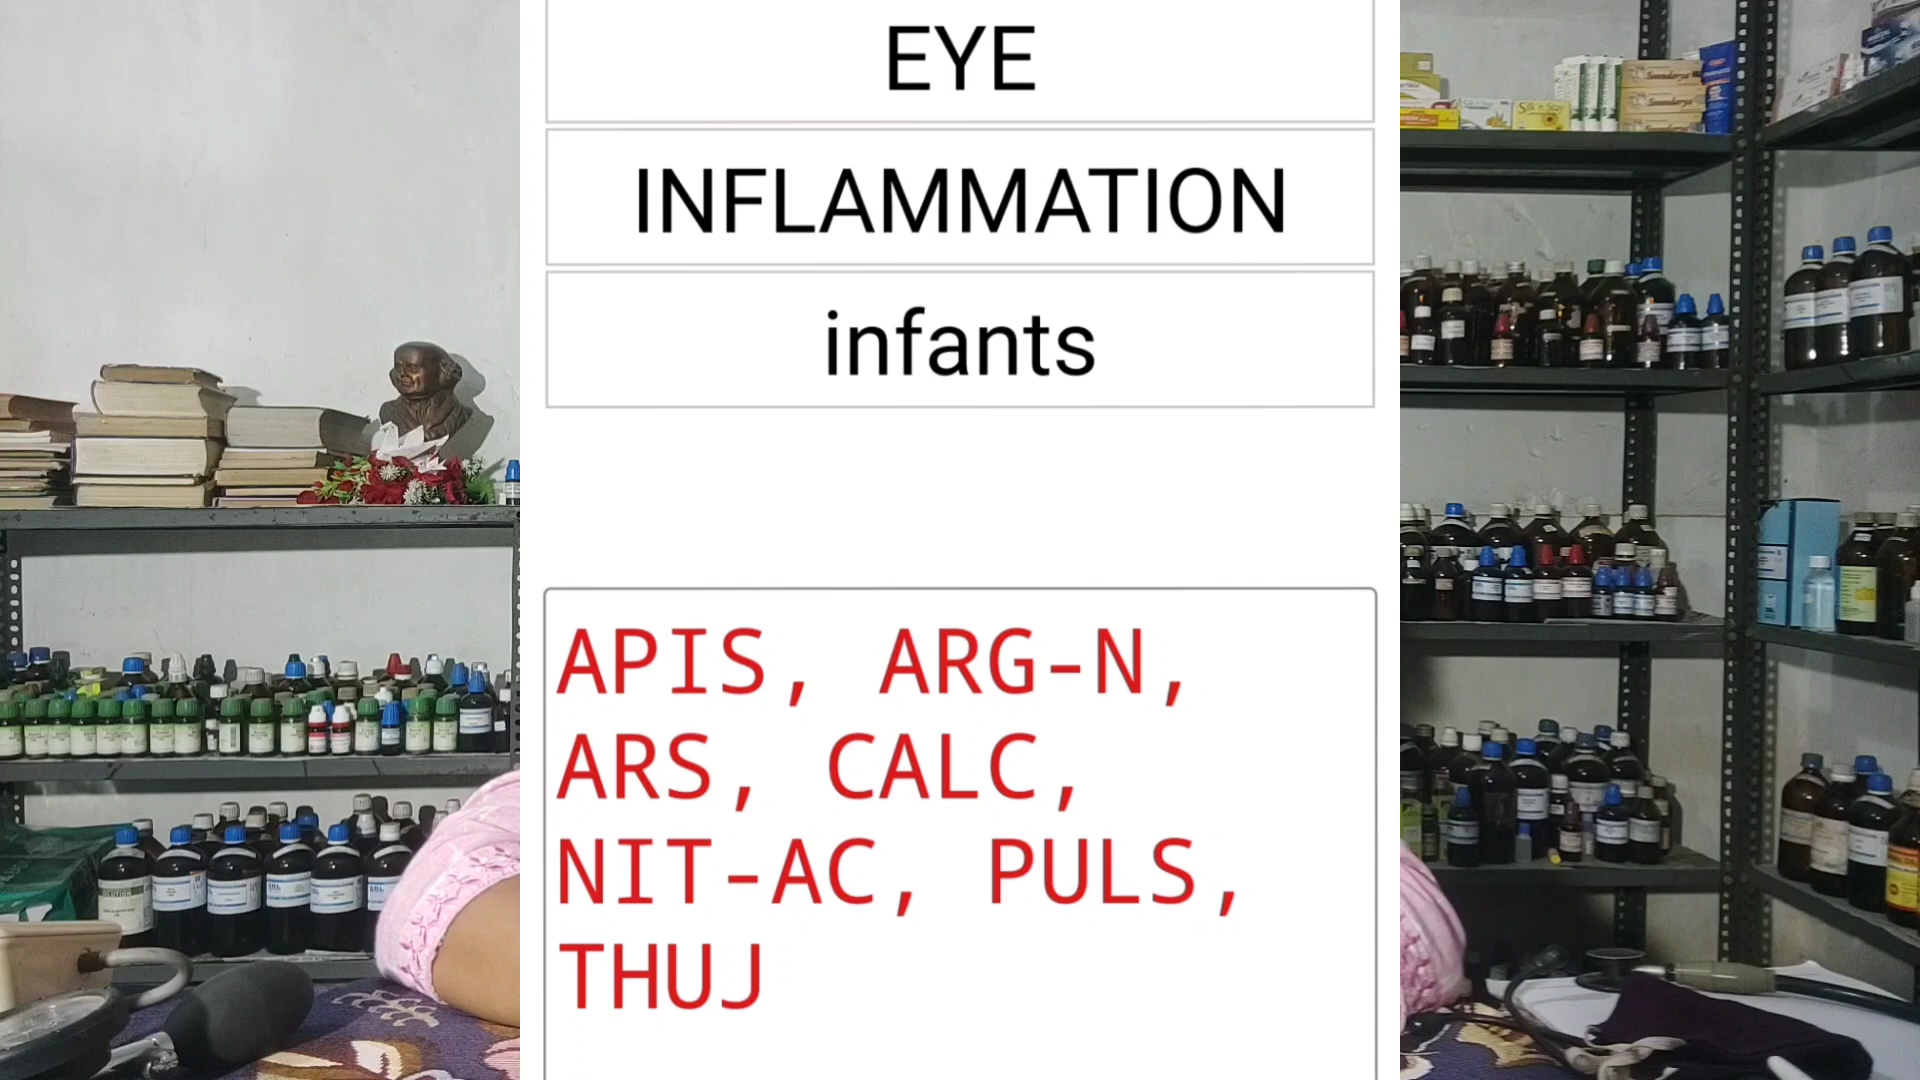 EYE
INFLAMMATION
infants
APIS, ARG-N,
ARS, CALC,
NIT-AC, PULS,
THUJ